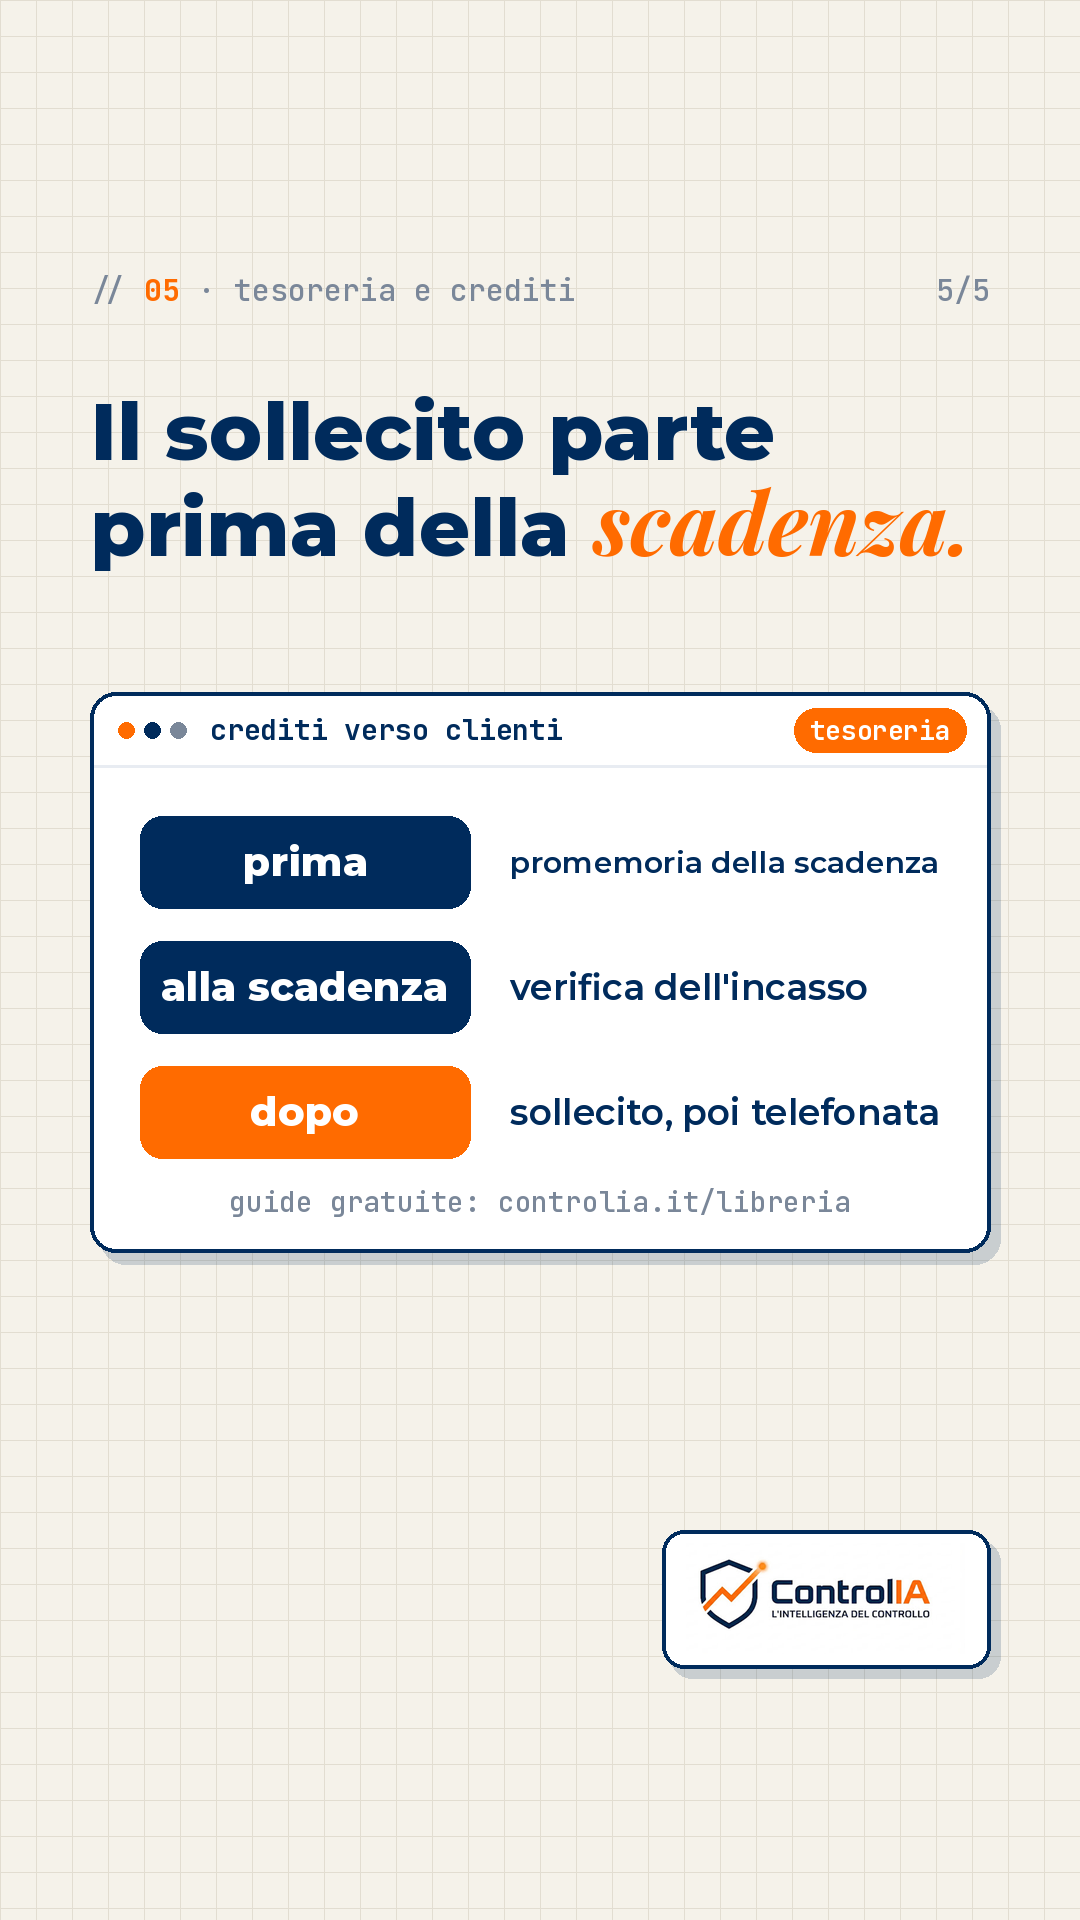 // 05 · tesoreria e crediti
5/5
Il sollecito parte
prima della scadenza.
crediti verso clienti
tesoreria
prima
promemoria della scadenza
alla scadenza
verifica dell'incasso
dopo
sollecito, poi telefonata
guide gratuite: controlia.it/libreria
ControlIA
L'INTELLIGENZA DEL CONTROLLO